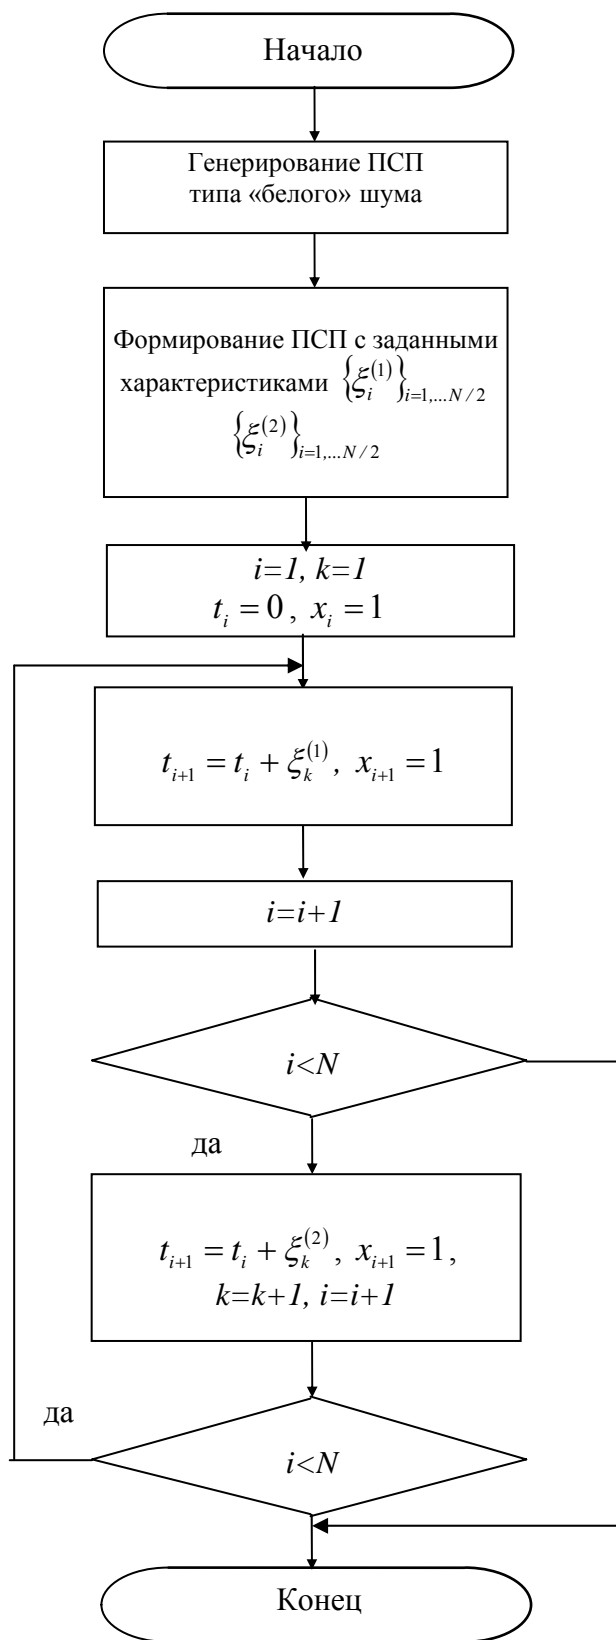 Начало
Генерирование ПСП
типа «белого» шума
Формирование ПСП с заданными
характеристиками {ξ_i^(1)}_{i=1,...N/2}
{ξ_i^(2)}_{i=1,...N/2}
i=1, k=1
t_i = 0 , x_i = 1
t_{i+1} = t_i + ξ_k^(1), x_{i+1} = 1
i=i+1
i<N
да
t_{i+1} = t_i + ξ_k^(2), x_{i+1} = 1 ,
k=k+1, i=i+1
да
i<N
Конец